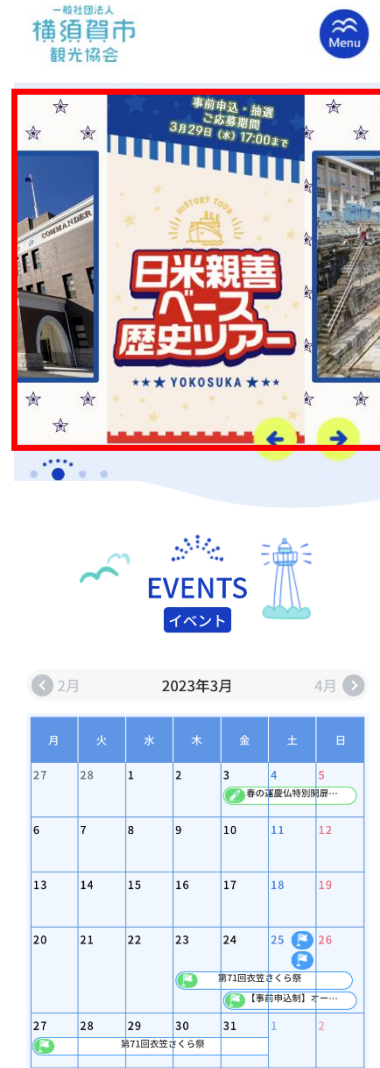 一般社団法人
横須賀市
観光協会
Menu
事前申込・抽選
ご応募期間
3月29日（水）17:00まで
COMMANDER
HISTORY TOUR
日米親善
ベース
歴史ツアー
★★★ YOKOSUKA ★★★
EVENTS
イベント
2月 2023年3月 4月
月 火 水 木 金 土 日
27 28 1 2 3 4 5
春の運慶仏特別開扉…
6 7 8 9 10 11 12
13 14 15 16 17 18 19
20 21 22 23 24 25 26
第71回衣笠さくら祭
【事前申込制】オー…
27 28 29 30 31 1 2
第71回衣笠さくら祭